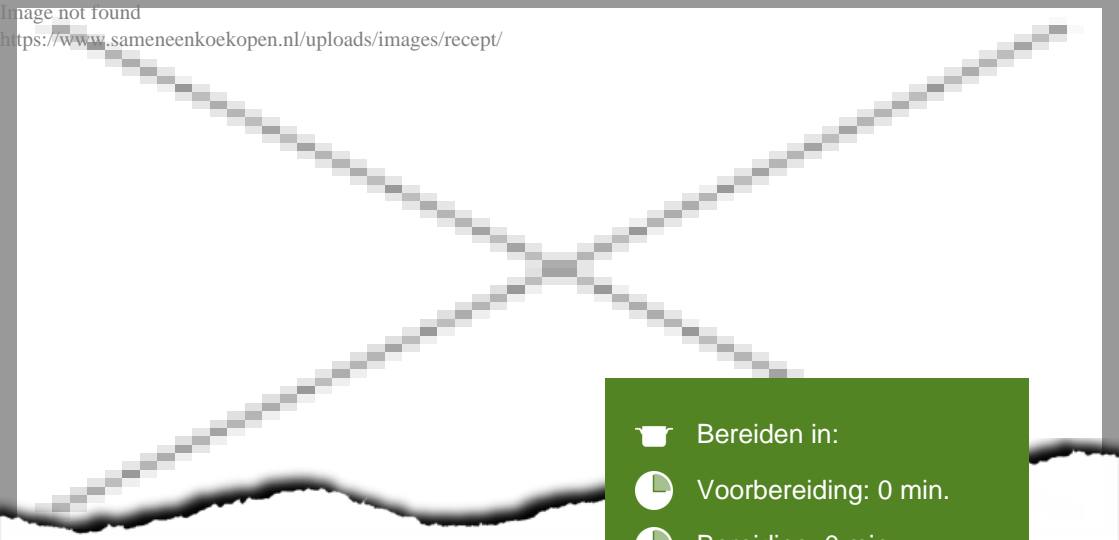 Image not found
https://www.sameneenkoekopen.nl/uploads/images/recept/
Bereiden in:
Voorbereiding: 0 min.